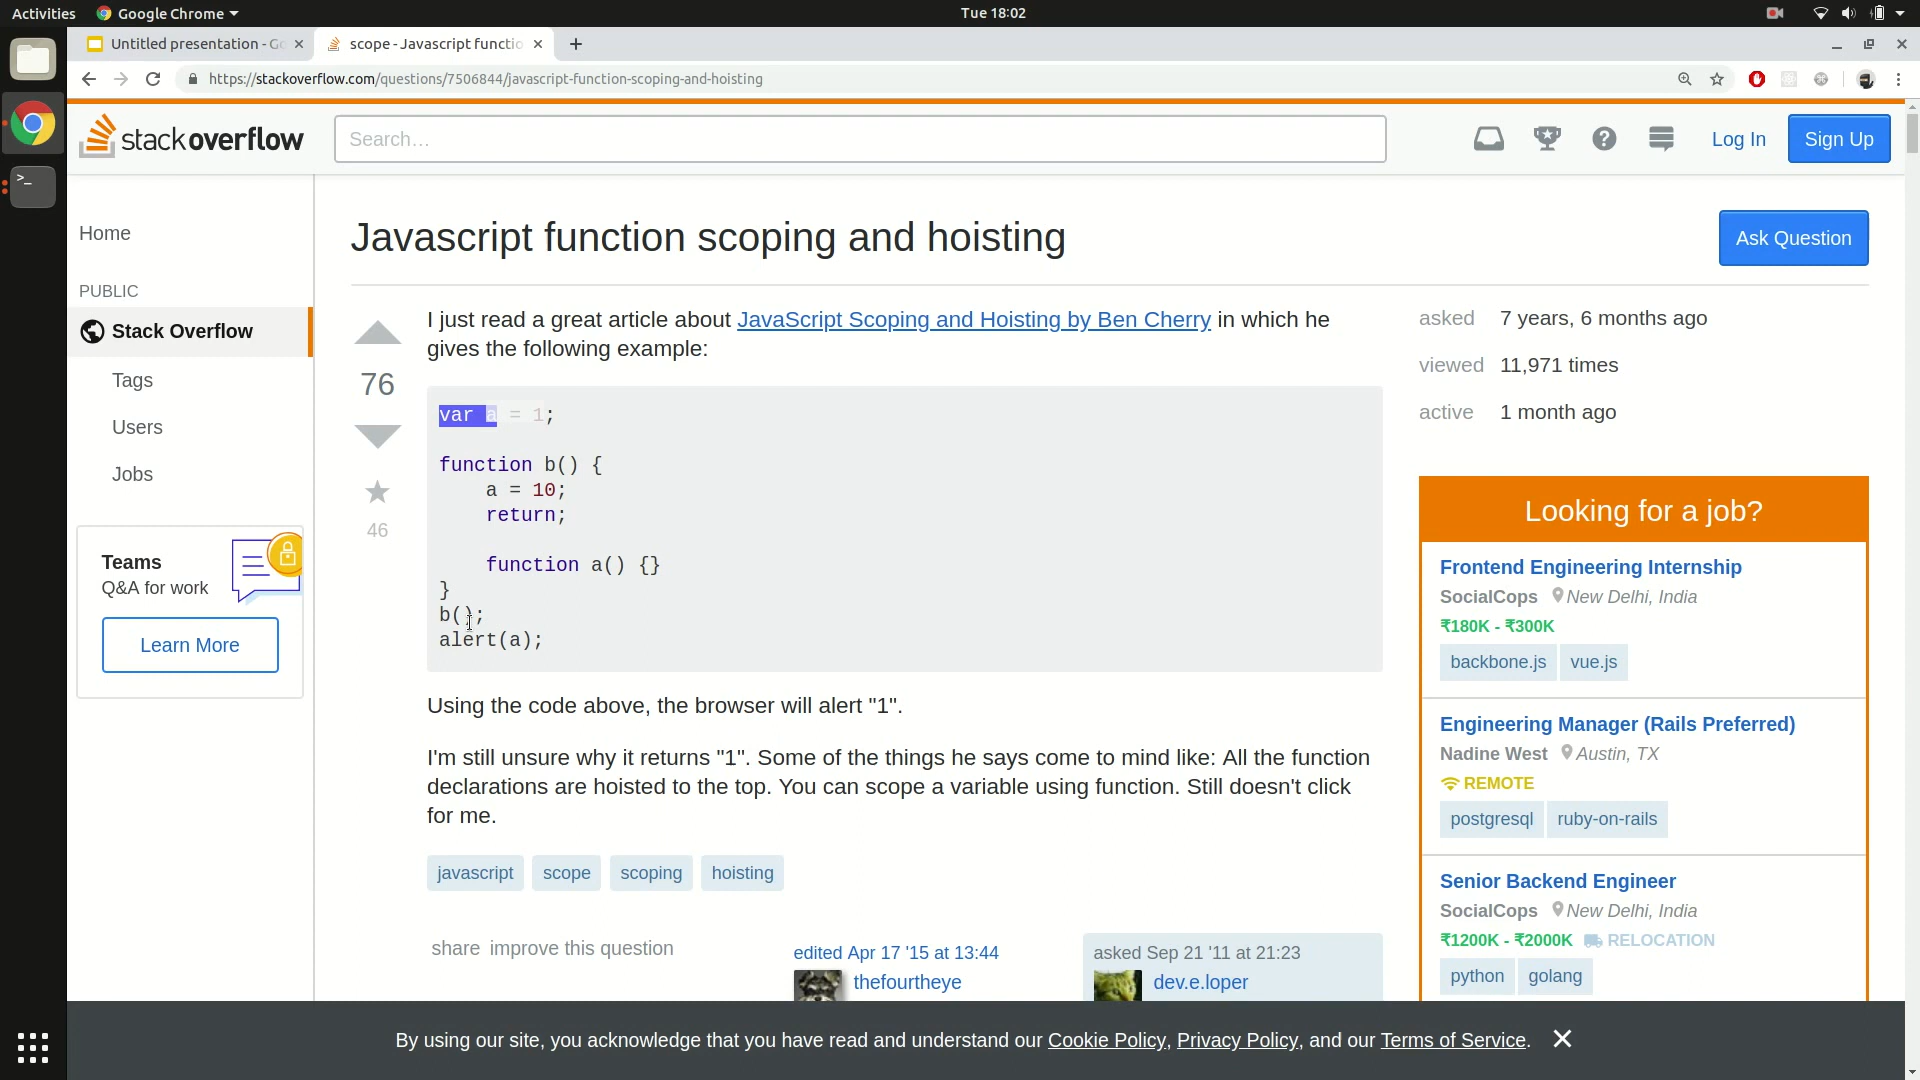 Activities
Google Chrome
Tue 18:02
Untitled presentation - Go
scope - Javascript functio
https://stackoverflow.com/questions/7506844/javascript-function-scoping-and-hoisting
stackoverflow
Search…
Log In
Sign Up
Home
PUBLIC
Stack Overflow
Tags
Users
Jobs
Teams
Q&A for work
Learn More
Javascript function scoping and hoisting
Ask Question
76
46
I just read a great article about JavaScript Scoping and Hoisting by Ben Cherry in which he
gives the following example:
var a = 1;
function b() {
a = 10;
return;
function a() {}
}
b();
alert(a);
Using the code above, the browser will alert "1".
I'm still unsure why it returns "1". Some of the things he says come to mind like: All the function
declarations are hoisted to the top. You can scope a variable using function. Still doesn't click
for me.
javascript scope scoping hoisting
share improve this question
edited Apr 17 '15 at 13:44
thefourtheye
asked Sep 21 '11 at 21:23
dev.e.loper
asked 7 years, 6 months ago
viewed 11,971 times
active 1 month ago
Looking for a job?
Frontend Engineering Internship
SocialCops New Delhi, India
₹180K - ₹300K
backbone.js vue.js
Engineering Manager (Rails Preferred)
Nadine West Austin, TX
REMOTE
postgresql ruby-on-rails
Senior Backend Engineer
SocialCops New Delhi, India
₹1200K - ₹2000K RELOCATION
python golang
By using our site, you acknowledge that you have read and understand our Cookie Policy, Privacy Policy, and our Terms of Service.